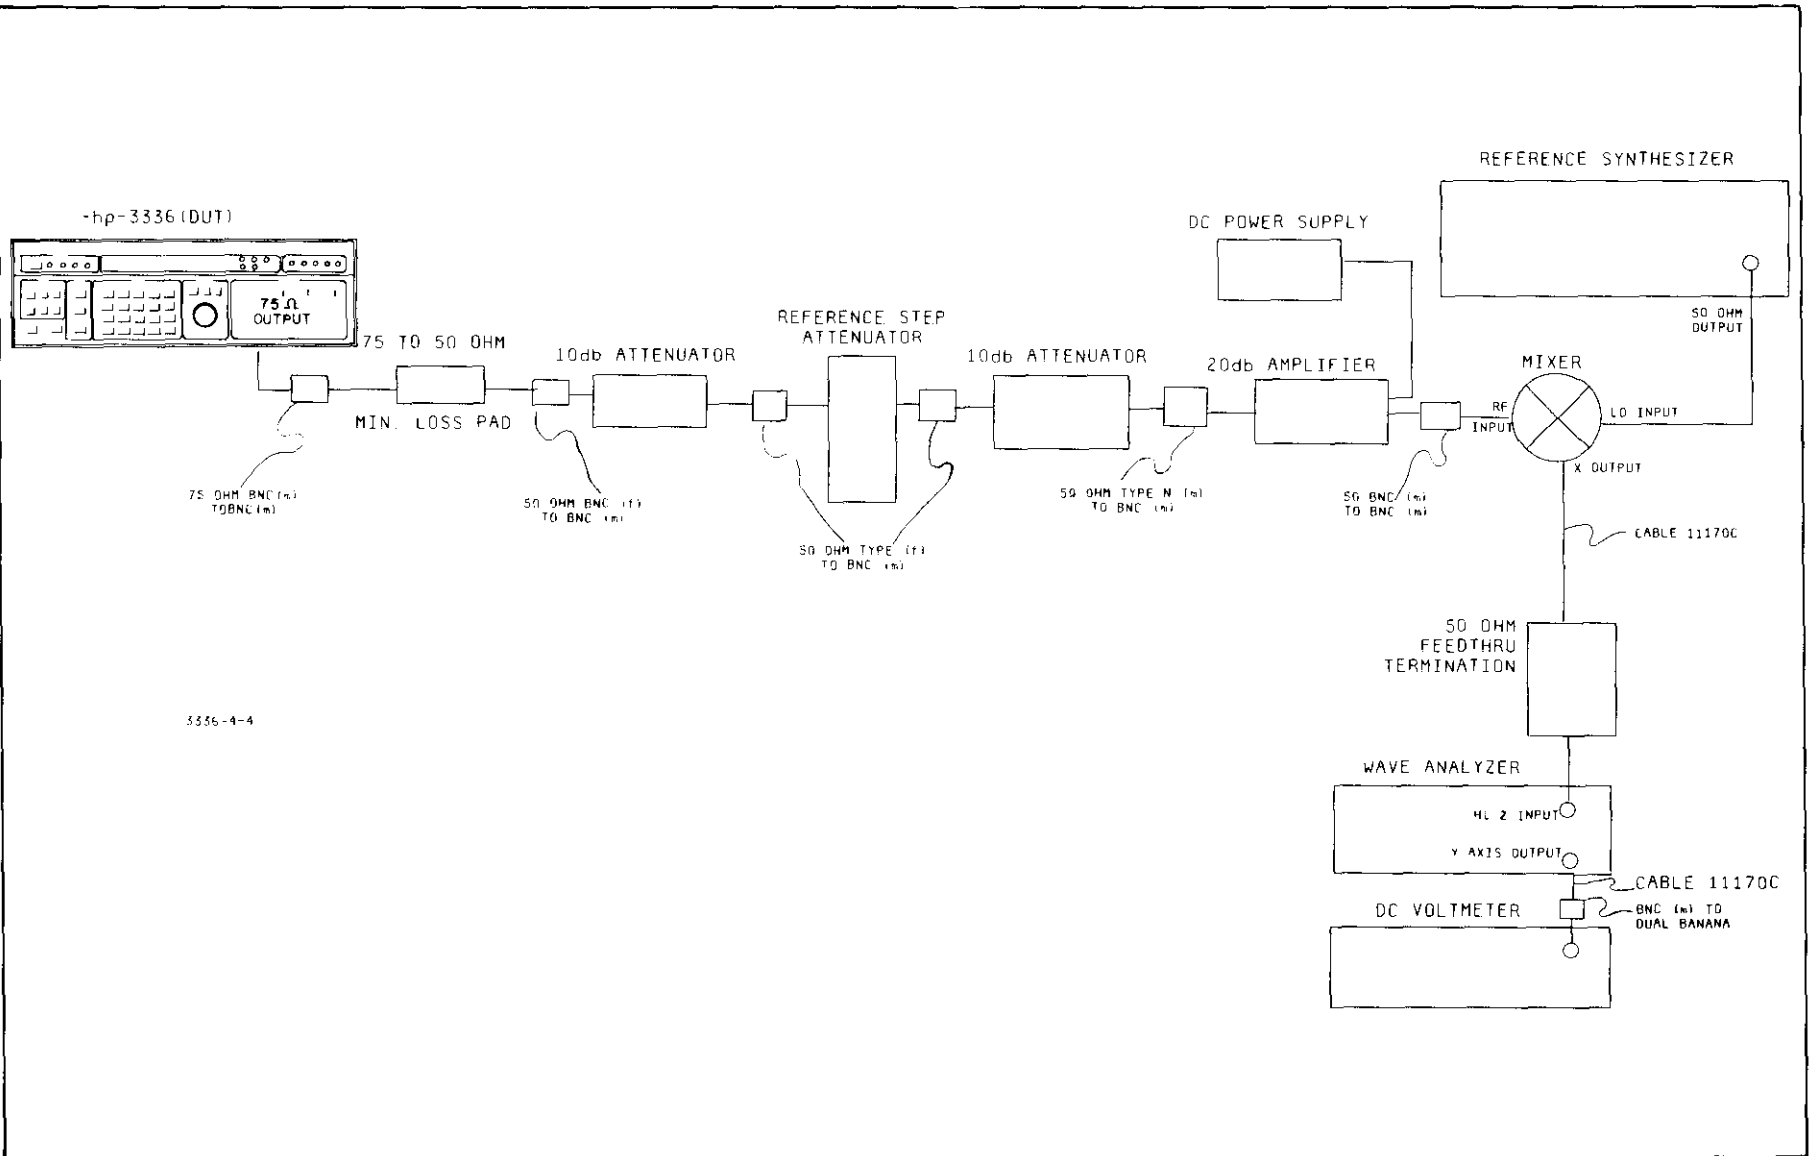 REFERENCE SYNTHESIZER
-hp-3336(DUT)
DC POWER SUPPLY
75 Ω
OUTPUT
50 OHM
OUTPUT
REFERENCE STEP
ATTENUATOR
75 TO 50 OHM
10db ATTENUATOR
10db ATTENUATOR
20db AMPLIFIER
MIXER
RF
INPUT
LO INPUT
MIN. LOSS PAD
X OUTPUT
75 OHM BNC(m)
TOBNC(m)
50 OHM BNC (f)
TO BNC (m)
50 OHM TYPE N (m)
TO BNC (m)
50 BNC (m)
TO BNC (m)
CABLE 11170C
50 OHM TYPE (f)
TO BNC (m)
50 OHM
FEEDTHRU
TERMINATION
3336-4-4
WAVE ANALYZER
INPUT
Y AXIS OUTPUT
CABLE 11170C
DC VOLTMETER
BNC (m) TO
DUAL BANANA